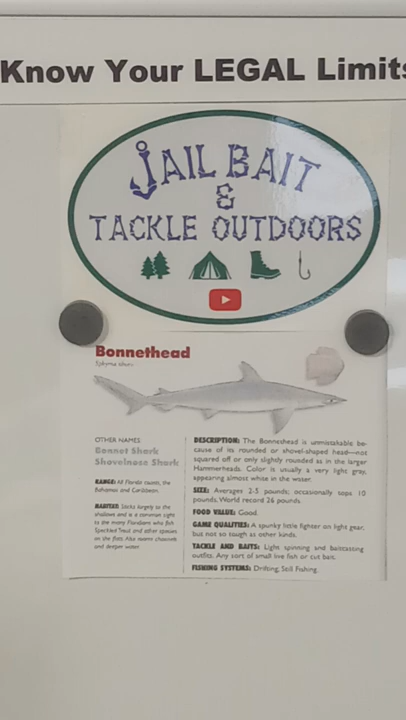 Know Your LEGAL Limits
JAIL BAIT
&
TACKLE OUTDOORS
Bonnethead
Sphyrna tiburo
OTHER NAMES:
Bonnet Shark
Shovelnose Shark
RANGE: All Florida coasts, the
Bahamas and Caribbean.
HABITAT: Sticks largely to the
shallows and is a common sight
to the many Floridians who fish
Speckled Trout and other species
on the flats. Also roams channels
and deeper water.
DESCRIPTION: The Bonnethead is unmistakable be-
cause of its rounded or shovel-shaped head—not
squared off or only slightly rounded as in the larger
Hammerheads. Color is usually a very light gray,
appearing almost white in the water.
SIZE: Averages 2-5 pounds; occasionally tops 10
pounds. World record 26 pounds.
FOOD VALUE: Good.
GAME QUALITIES: A spunky little fighter on light gear,
but not so tough as other kinds.
TACKLE AND BAITS: Light spinning and baitcasting
outfits. Any sort of small live fish or cut bait.
FISHING SYSTEMS: Drifting; Still Fishing.